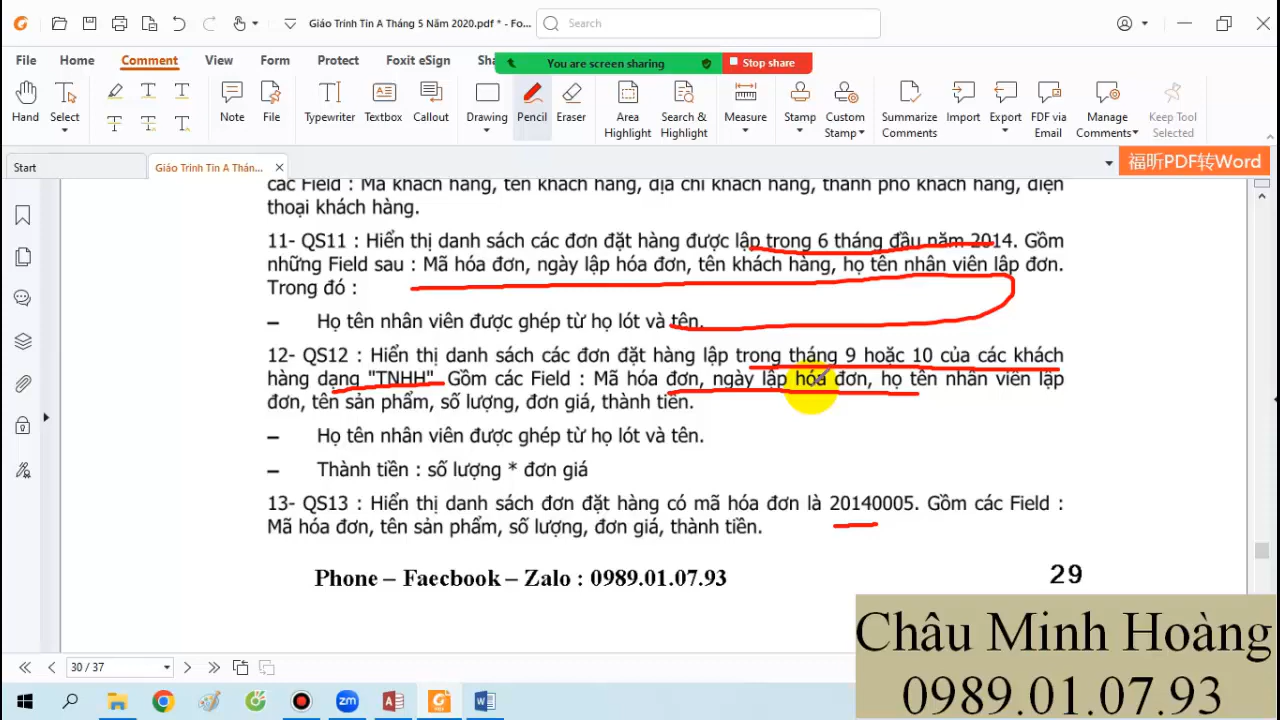 Giáo Trình Tin A Tháng 5 Năm 2020.pdf * - Fo...
Search
File Home Comment View Form Protect Foxit eSign Sha
You are screen sharing
Stop share
Hand Select Note File Typewriter Textbox Callout Drawing Pencil Eraser Area Highlight Search & Highlight Measure Stamp Custom Stamp Summarize Comments Import Export FDF via Email Manage Comments Keep Tool Selected
Start
Giáo Trình Tin A Thán...
福昕PDF转Word
các Field : Mã khách hàng, tên khách hàng, địa chỉ khách hàng, thành phố khách hàng, điện
thoại khách hàng.
11- QS11 : Hiển thị danh sách các đơn đặt hàng được lập trong 6 tháng đầu năm 2014. Gồm
những Field sau : Mã hóa đơn, ngày lập hóa đơn, tên khách hàng, họ tên nhân viên lập đơn.
Trong đó :
– Họ tên nhân viên được ghép từ họ lót và tên.
12- QS12 : Hiển thị danh sách các đơn đặt hàng lập trong tháng 9 hoặc 10 của các khách
hàng dạng "TNHH". Gồm các Field : Mã hóa đơn, ngày lập hóa đơn, họ tên nhân viên lập
đơn, tên sản phẩm, số lượng, đơn giá, thành tiền.
– Họ tên nhân viên được ghép từ họ lót và tên.
– Thành tiền : số lượng * đơn giá
13- QS13 : Hiển thị danh sách đơn đặt hàng có mã hóa đơn là 20140005. Gồm các Field :
Mã hóa đơn, tên sản phẩm, số lượng, đơn giá, thành tiền.
Phone – Faecbook – Zalo : 0989.01.07.93
29
Châu Minh Hoàng
0989.01.07.93
30 / 37
zm